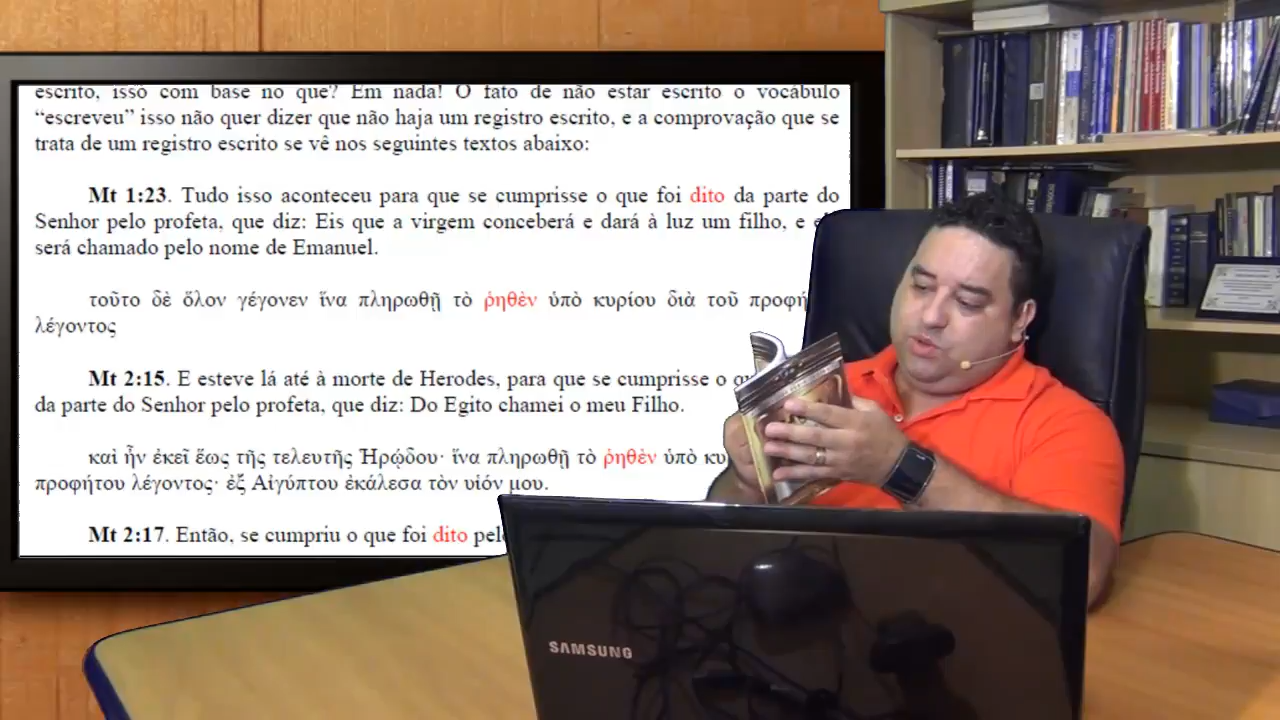 escrito, isso com base no que? Em nada! O fato de não estar escrito o vocábulo
“escreveu” isso não quer dizer que não haja um registro escrito, e a comprovação que se
trata de um registro escrito se vê nos seguintes textos abaixo:
Mt 1:23. Tudo isso aconteceu para que se cumprisse o que foi dito da parte do
Senhor pelo profeta, que diz: Eis que a virgem conceberá e dará à luz um filho, e
será chamado pelo nome de Emanuel.
τοῦτο δὲ ὅλον γέγονεν ἵνα πληρωθῇ τὸ ῥηθὲν ὑπὸ κυρίου διὰ τοῦ
λέγοντος
Mt 2:15. E esteve lá até à morte de Herodes, para que se cumprisse o
da parte do Senhor pelo profeta, que diz: Do Egito chamei o meu Filho.
καὶ ἦν ἐκεῖ ἕως τῆς τελευτῆς Ἡρῴδου· ἵνα πληρωθῇ τὸ ῥηθὲν ὑπὸ
προφήτου λέγοντος· ἐξ Αἰγύπτου ἐκάλεσα τὸν υἱόν μου.
Mt 2:17. Então, se cumpriu o que foi dito
SAMSUNG